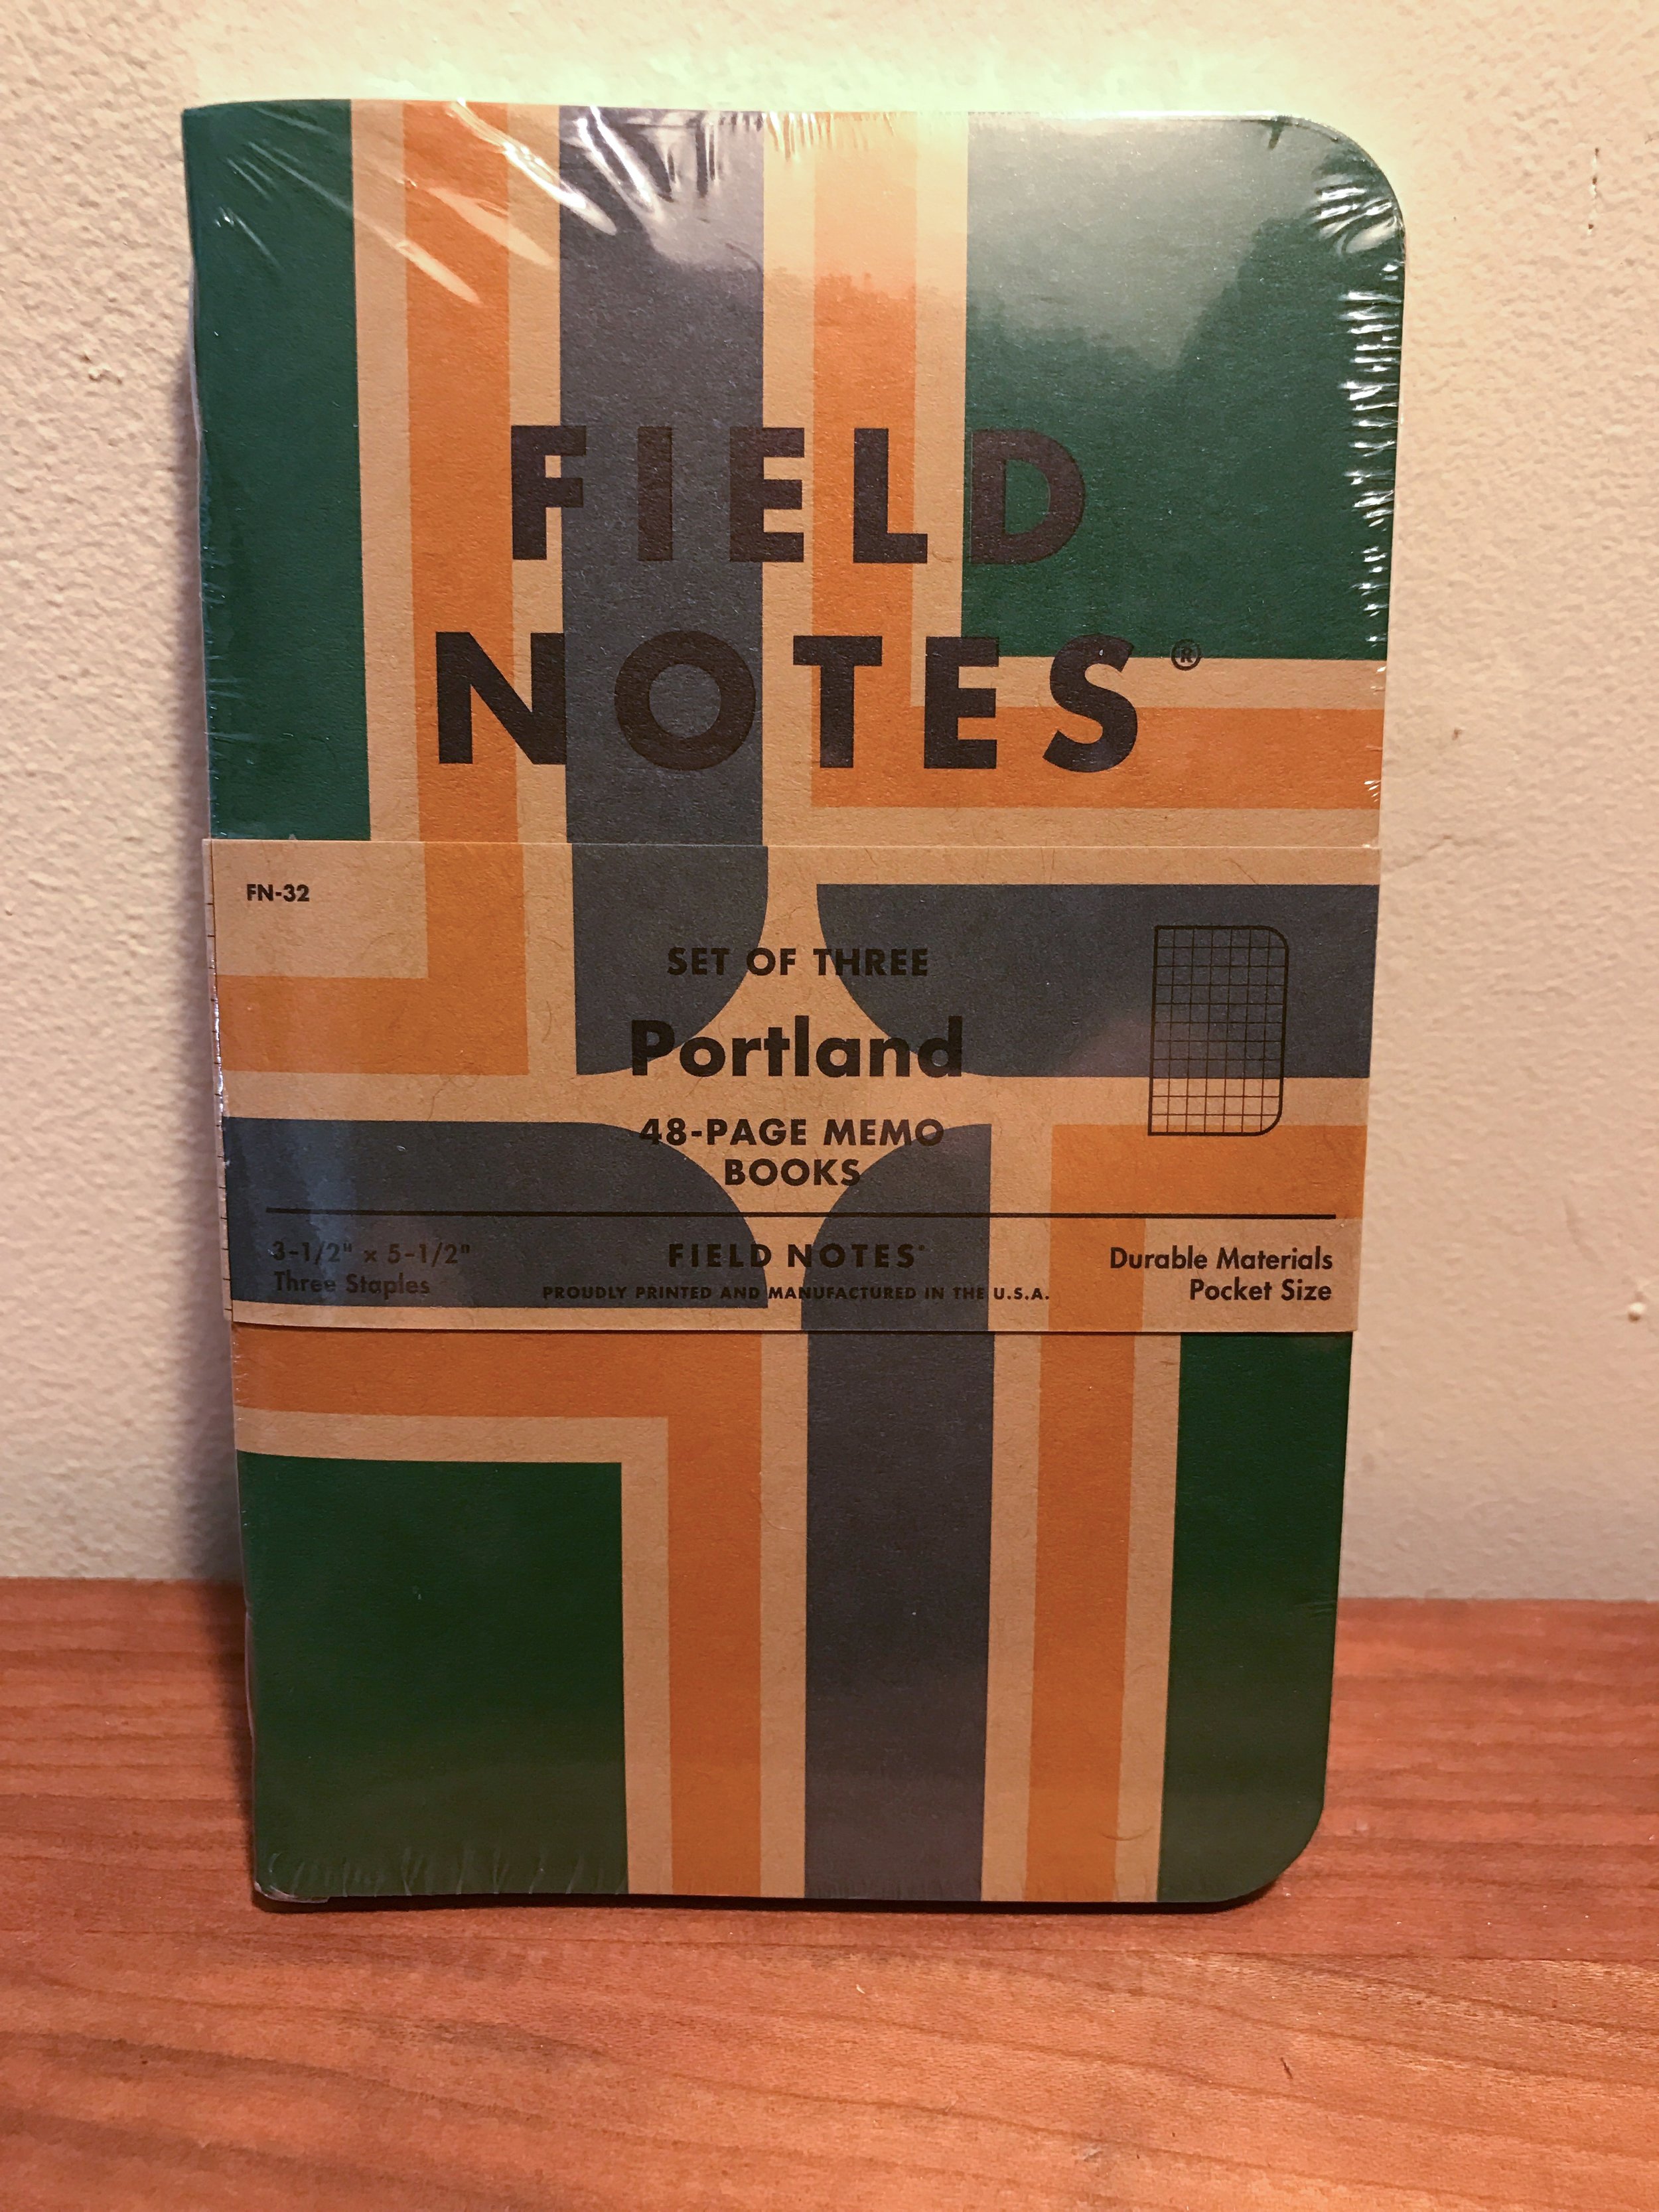 FIELD
NOTES®
FN-32
SET OF THREE
Portland
48-PAGE MEMO
BOOKS
3-1/2" x 5-1/2"
Three Staples
FIELD NOTES®
PROUDLY PRINTED AND MANUFACTURED IN THE U.S.A.
Durable Materials
Pocket Size